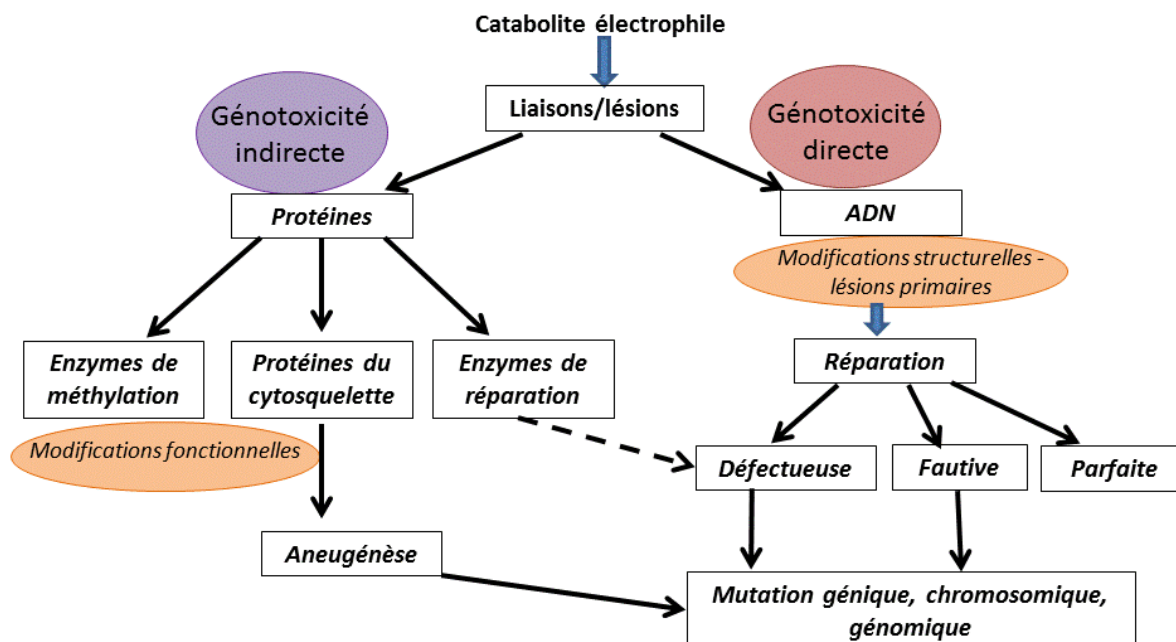 Catabolite électrophile
Liaisons/lésions
Génotoxicité
indirecte
Génotoxicité
directe
Protéines
ADN
Modifications structurelles -
lésions primaires
Enzymes de
méthylation
Protéines du
cytosquelette
Enzymes de
réparation
Réparation
Modifications fonctionnelles
Défectueuse
Fautive
Parfaite
Aneugénèse
Mutation génique, chromosomique,
génomique